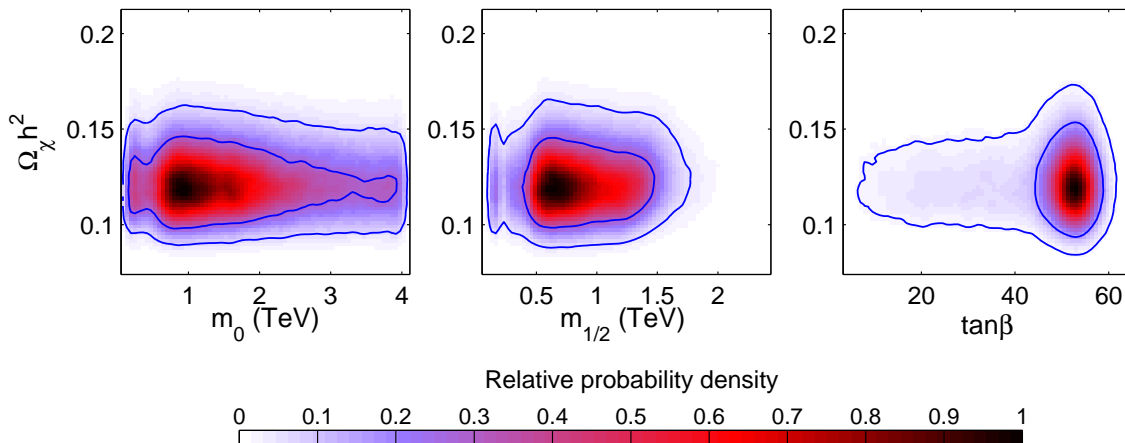 0.2
0.15
0.1
Ω_χ h²
1 2 3 4
m_0 (TeV)
0.2
0.15
0.1
0.5 1 1.5 2
m_1/2 (TeV)
0.2
0.15
0.1
20 40 60
tanβ
Relative probability density
0 0.1 0.2 0.3 0.4 0.5 0.6 0.7 0.8 0.9 1